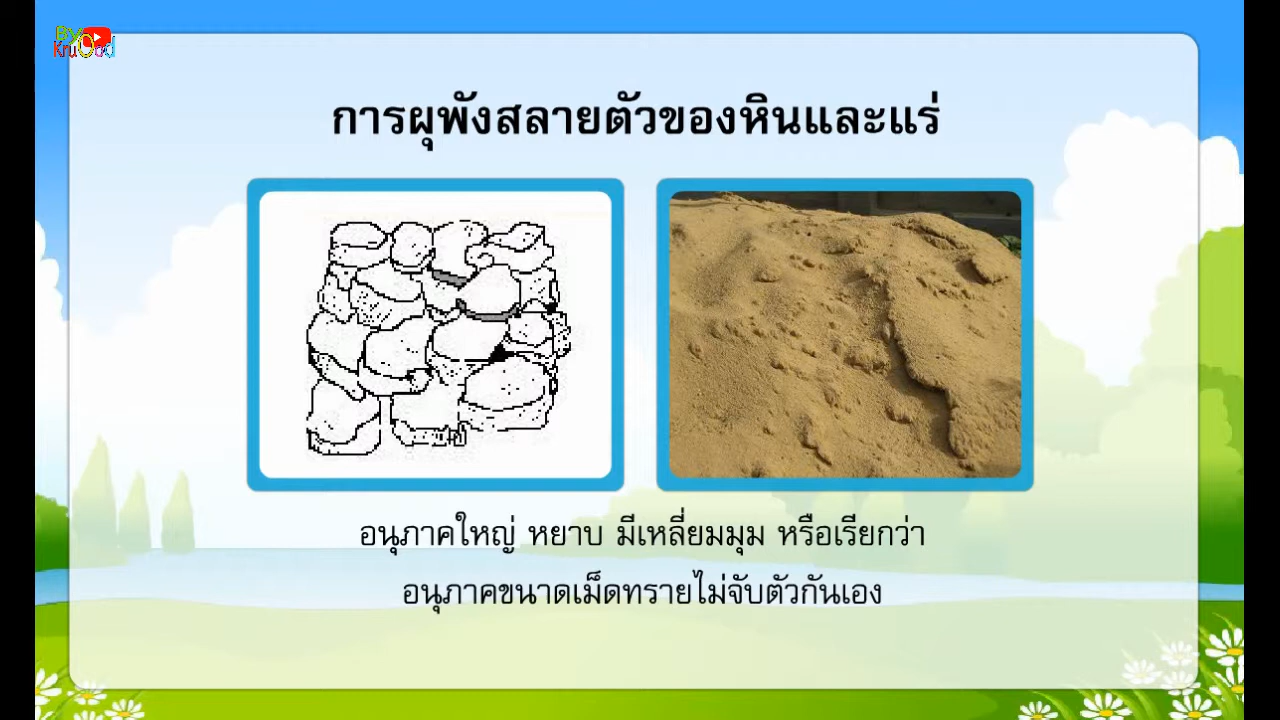 By
KruOod
การผุพังสลายตัวของหินและแร่
อนุภาคใหญ่ หยาบ มีเหลี่ยมมุม หรือเรียกว่า
อนุภาคขนาดเม็ดทรายไม่จับตัวกันเอง